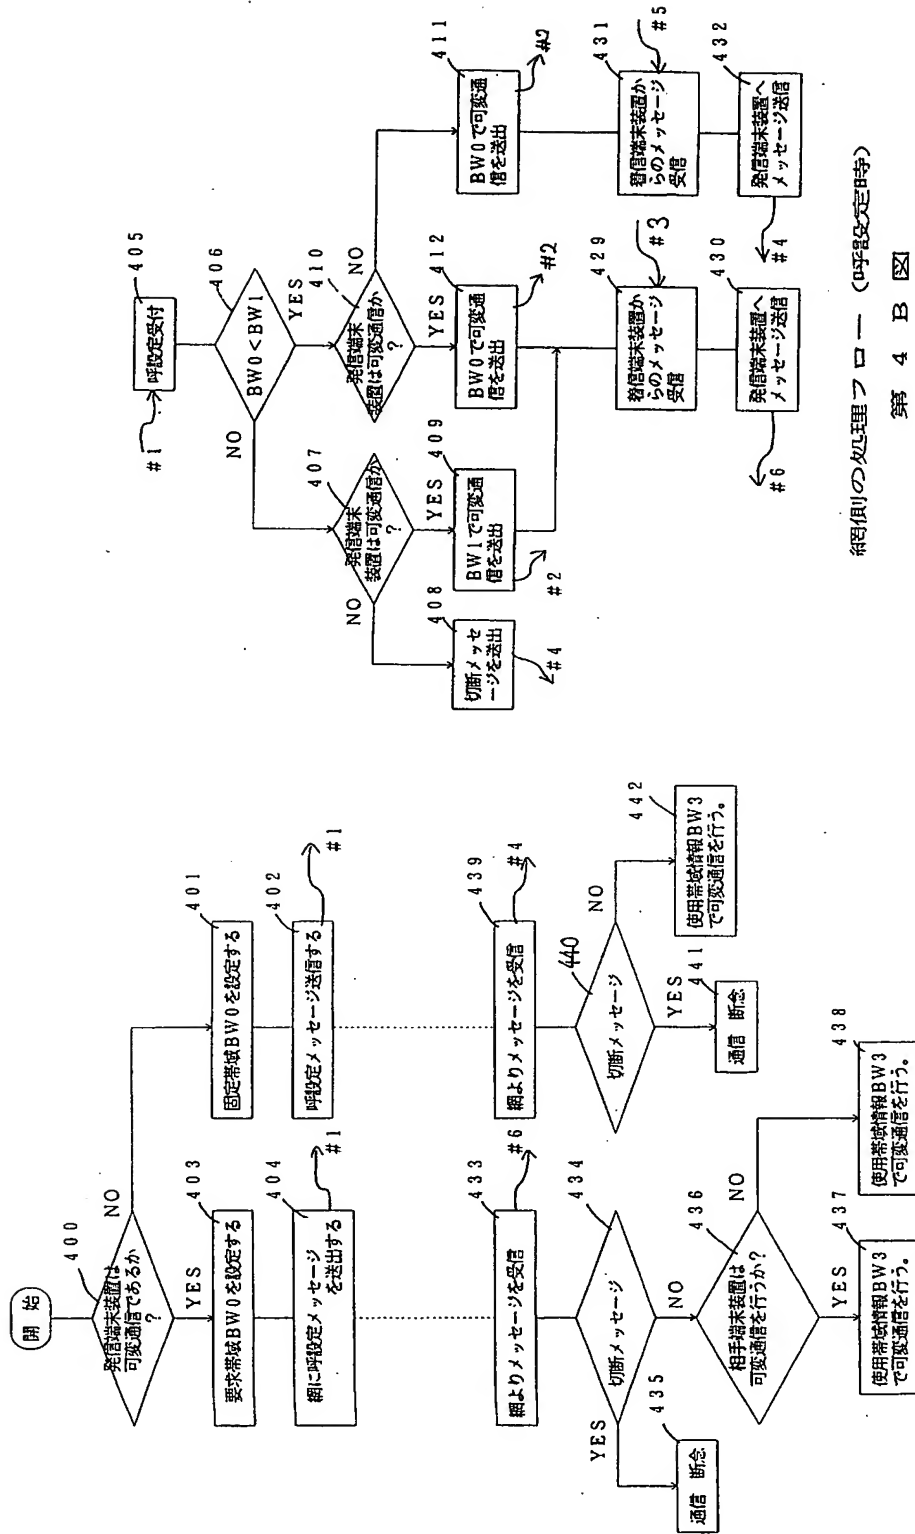 開 始
400
発信端末装置は
可変通信であるか
?
NO
YES
401
固定帯域BW0を設定する
402
呼設定メッセージ送信する
#1
403
要求帯域BW0を設定する
404
網に呼設定メッセージ
を送出する
#1
433
網よりメッセージを受信
#6
434
切断メッセージ
YES
NO
435
通信 断念
436
相手端末装置は
可変通信を行うか?
NO
YES
437
使用帯域情報BW3
で可変通信を行う。
438
使用帯域情報BW3
で可変通信を行う。
439
網よりメッセージを受信
#4
440
切断メッセージ
NO
YES
441
通信 断念
442
使用帯域情報BW3
で可変通信を行う。
405
呼設定受付
#1
406
BW0<BW1
NO
YES
407
発信端末
装置は可変通信か
?
NO
YES
408
切断メッセ
ージを送出
#4
409
BW1で可変通
信を送出
#2
410
発信端末
装置は可変通信か
?
NO
YES
411
BW0で可変通
信を送出
#2
412
BW0で可変通
信を送出
#2
429
着信端末装置か
らのメッセージ
受信
#3
430
発信端末装置へ
メッセージ送信
#6
431
着信端末装置か
らのメッセージ
受信
#5
432
発信端末装置へ
メッセージ送信
#4
網側の処理フロー(呼設定時)
第 4 B 図